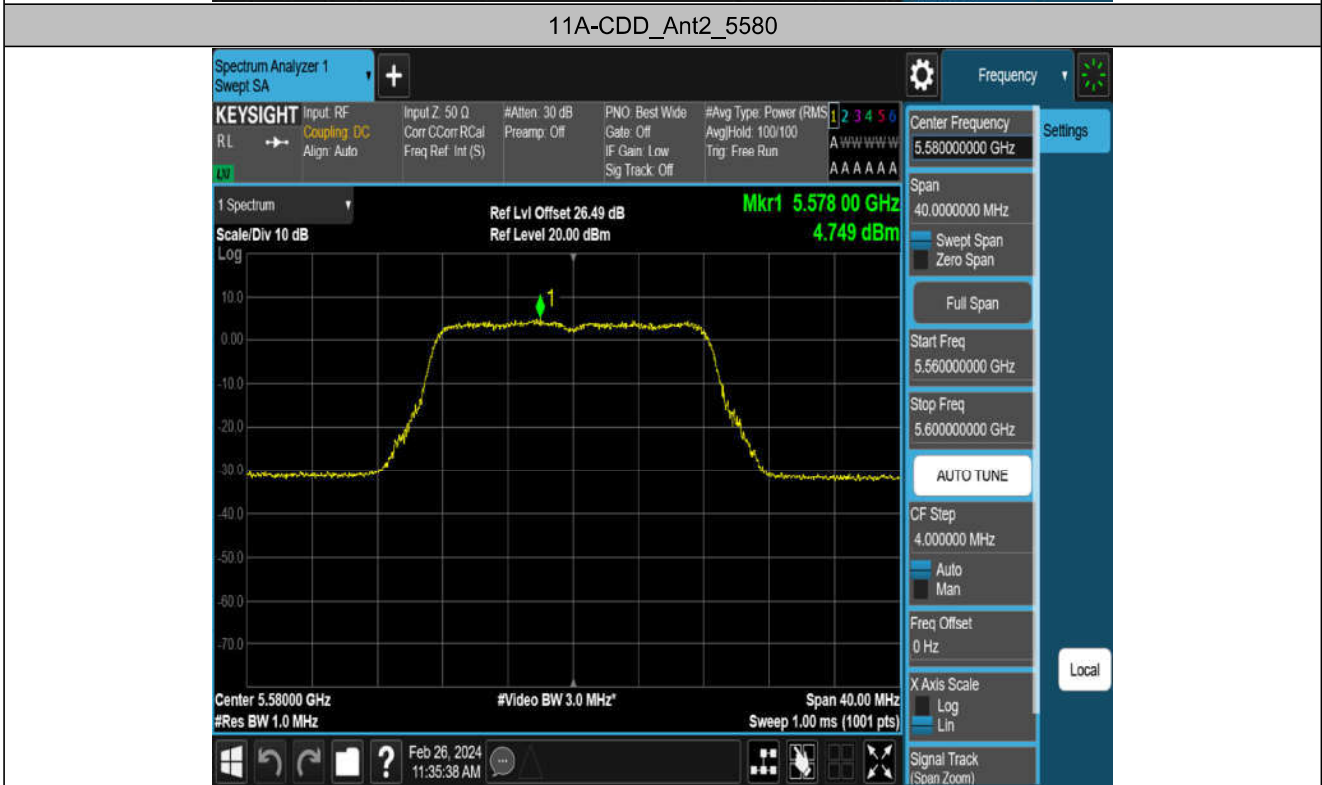 11A-CDD_Ant2_5580
Spectrum Analyzer 1
Swept SA
+
Frequency
KEYSIGHT
RL
LXI
Input: RF
Coupling: DC
Align: Auto
Input Z: 50 Ω
Corr CCorr RCal
Freq Ref: Int (S)
#Atten: 30 dB
Preamp: Off
PNO: Best Wide
Gate: Off
IF Gain: Low
Sig Track: Off
#Avg Type: Power (RMS
Avg|Hold: 100/100
Trig: Free Run
1 2 3 4 5 6
A W W W W W
A A A A A A
1 Spectrum
Scale/Div 10 dB
Log
Ref Lvl Offset 26.49 dB
Ref Level 20.00 dBm
Mkr1 5.578 00 GHz
4.749 dBm
1
10.0
0.00
-10.0
-20.0
-30.0
-40.0
-50.0
-60.0
-70.0
Center 5.58000 GHz
#Res BW 1.0 MHz
#Video BW 3.0 MHz*
Span 40.00 MHz
Sweep 1.00 ms (1001 pts)
?
Feb 26, 2024
11:35:38 AM
Center Frequency
5.580000000 GHz
Settings
Span
40.0000000 MHz
Swept Span
Zero Span
Full Span
Start Freq
5.560000000 GHz
Stop Freq
5.600000000 GHz
AUTO TUNE
CF Step
4.000000 MHz
Auto
Man
Freq Offset
0 Hz
Local
X Axis Scale
Log
Lin
Signal Track
(Span Zoom)